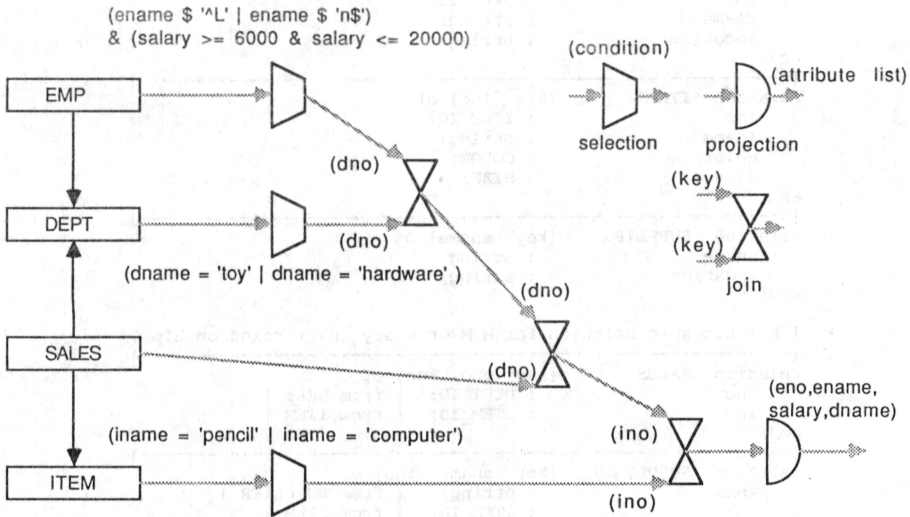 (ename $ '^L' | ename $ 'n$')
& (salary >= 6000 & salary <= 20000)
(condition)
(attribute list)
EMP
selection
projection
(dno)
(key)
DEPT
(dno)
(key)
(dname = 'toy' | dname = 'hardware' )
join
(dno)
SALES
(dno)
(eno,ename,
salary,dname)
(iname = 'pencil' | iname = 'computer')
(ino)
ITEM
(ino)